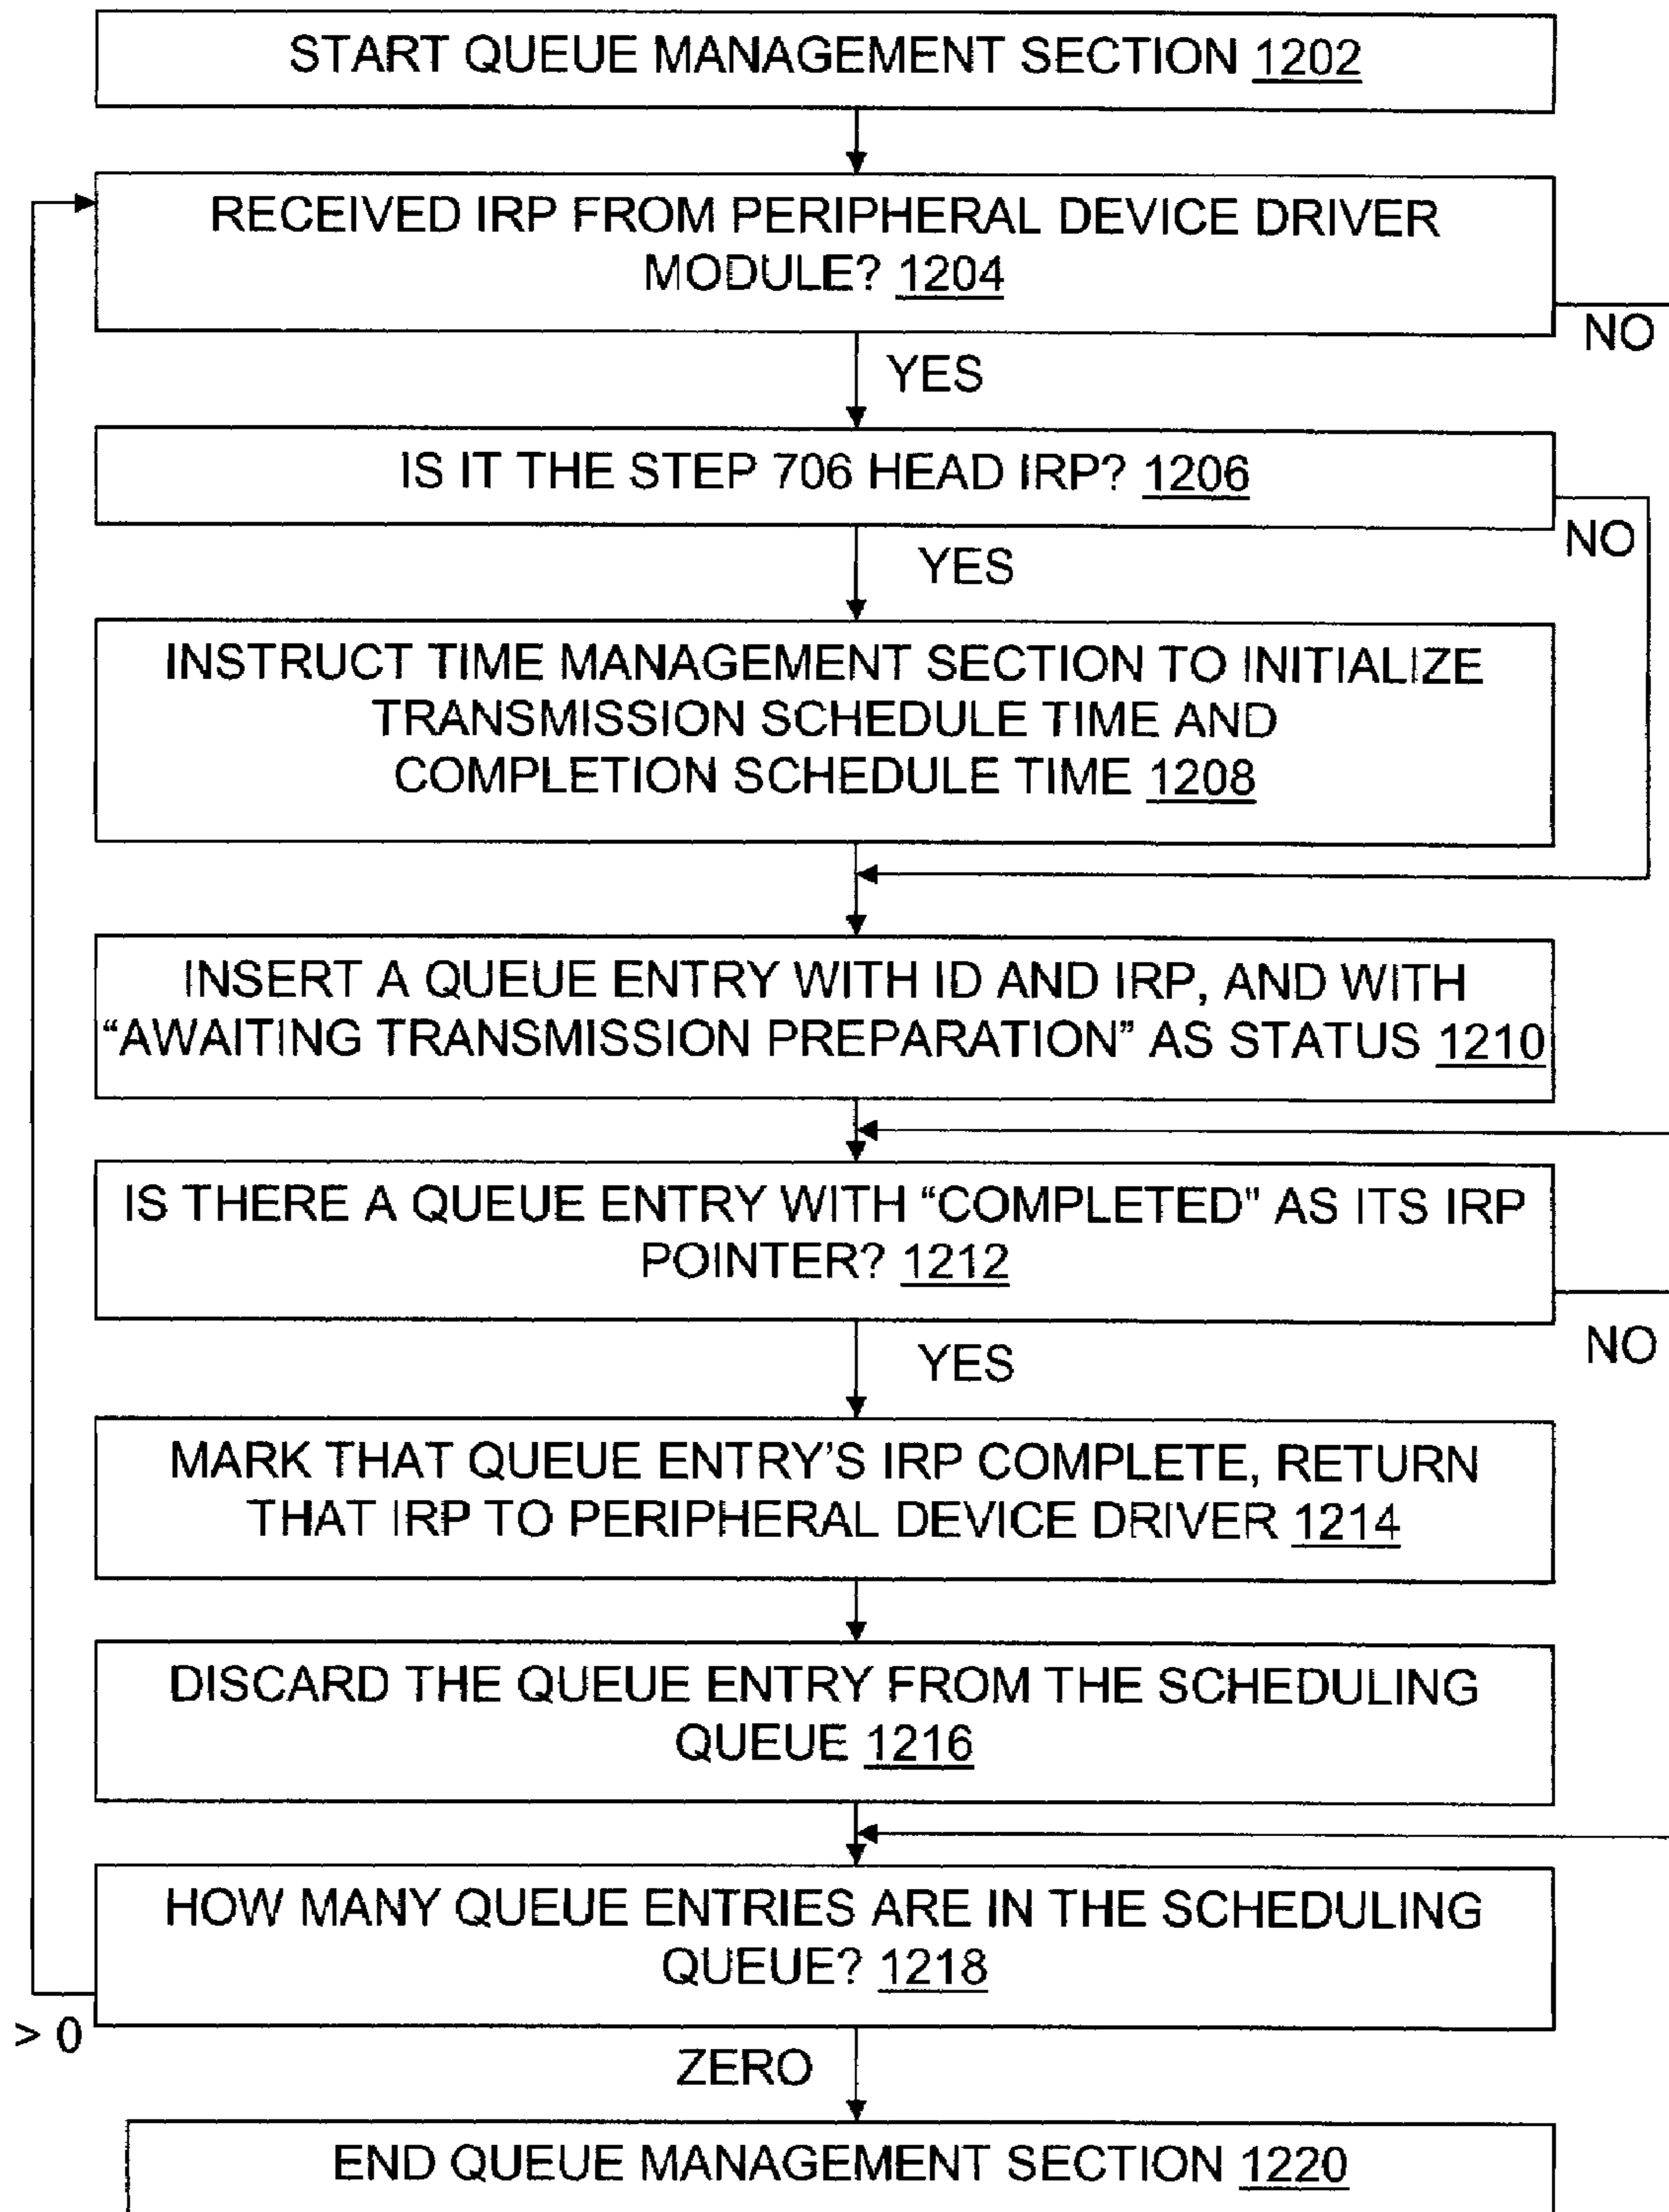 START QUEUE MANAGEMENT SECTION 1202
RECEIVED IRP FROM PERIPHERAL DEVICE DRIVER
MODULE? 1204
NO
YES
IS IT THE STEP 706 HEAD IRP? 1206
NO
YES
INSTRUCT TIME MANAGEMENT SECTION TO INITIALIZE
TRANSMISSION SCHEDULE TIME AND
COMPLETION SCHEDULE TIME 1208
INSERT A QUEUE ENTRY WITH ID AND IRP, AND WITH
“AWAITING TRANSMISSION PREPARATION” AS STATUS 1210
IS THERE A QUEUE ENTRY WITH “COMPLETED” AS ITS IRP
POINTER? 1212
NO
YES
MARK THAT QUEUE ENTRY’S IRP COMPLETE, RETURN
THAT IRP TO PERIPHERAL DEVICE DRIVER 1214
DISCARD THE QUEUE ENTRY FROM THE SCHEDULING
QUEUE 1216
HOW MANY QUEUE ENTRIES ARE IN THE SCHEDULING
QUEUE? 1218
> 0
ZERO
END QUEUE MANAGEMENT SECTION 1220